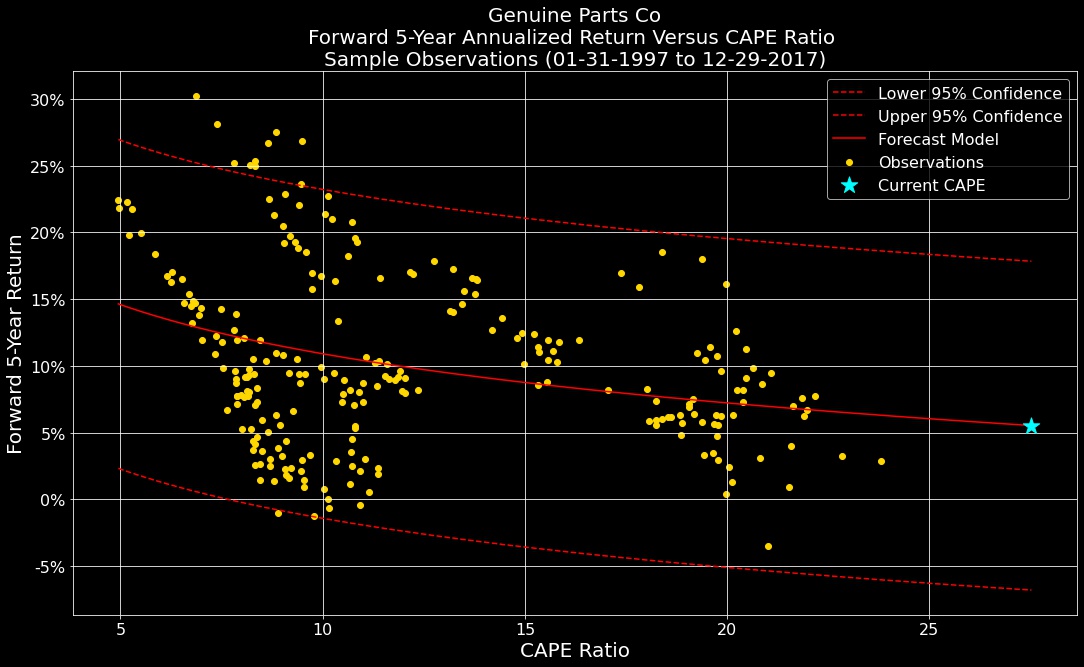 Genuine Parts Co
Forward 5-Year Annualized Return Versus CAPE Ratio
Sample Observations (01-31-1997 to 12-29-2017)
Lower 95% Confidence
Upper 95% Confidence
Forecast Model
Observations
Current CAPE
Forward 5-Year Return
30%
25%
20%
15%
10%
5%
0%
-5%
5
10
15
20
25
CAPE Ratio